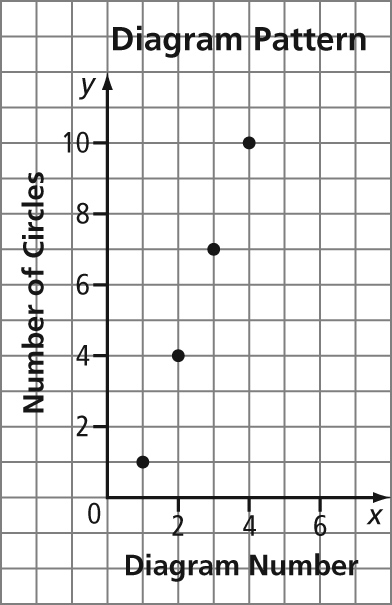 Diagram Pattern
y
10
8
6
4
2
0
2 4 6
x
Number of Circles
Diagram Number